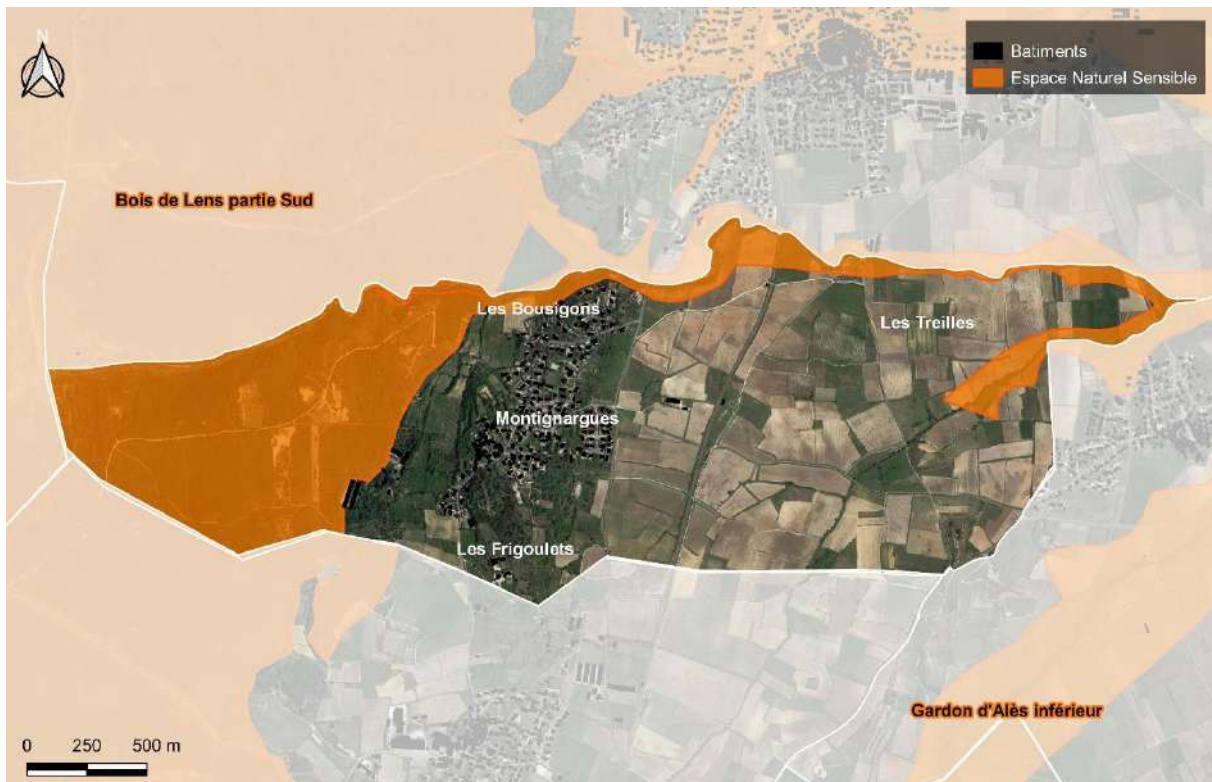 N
Batiments
Espace Naturel Sensible
Bois de Lens partie Sud
Les Bousigons
Les Treilles
Montignargues
Les Frigoulets
Gardon d'Alès inférieur
0 250 500 m